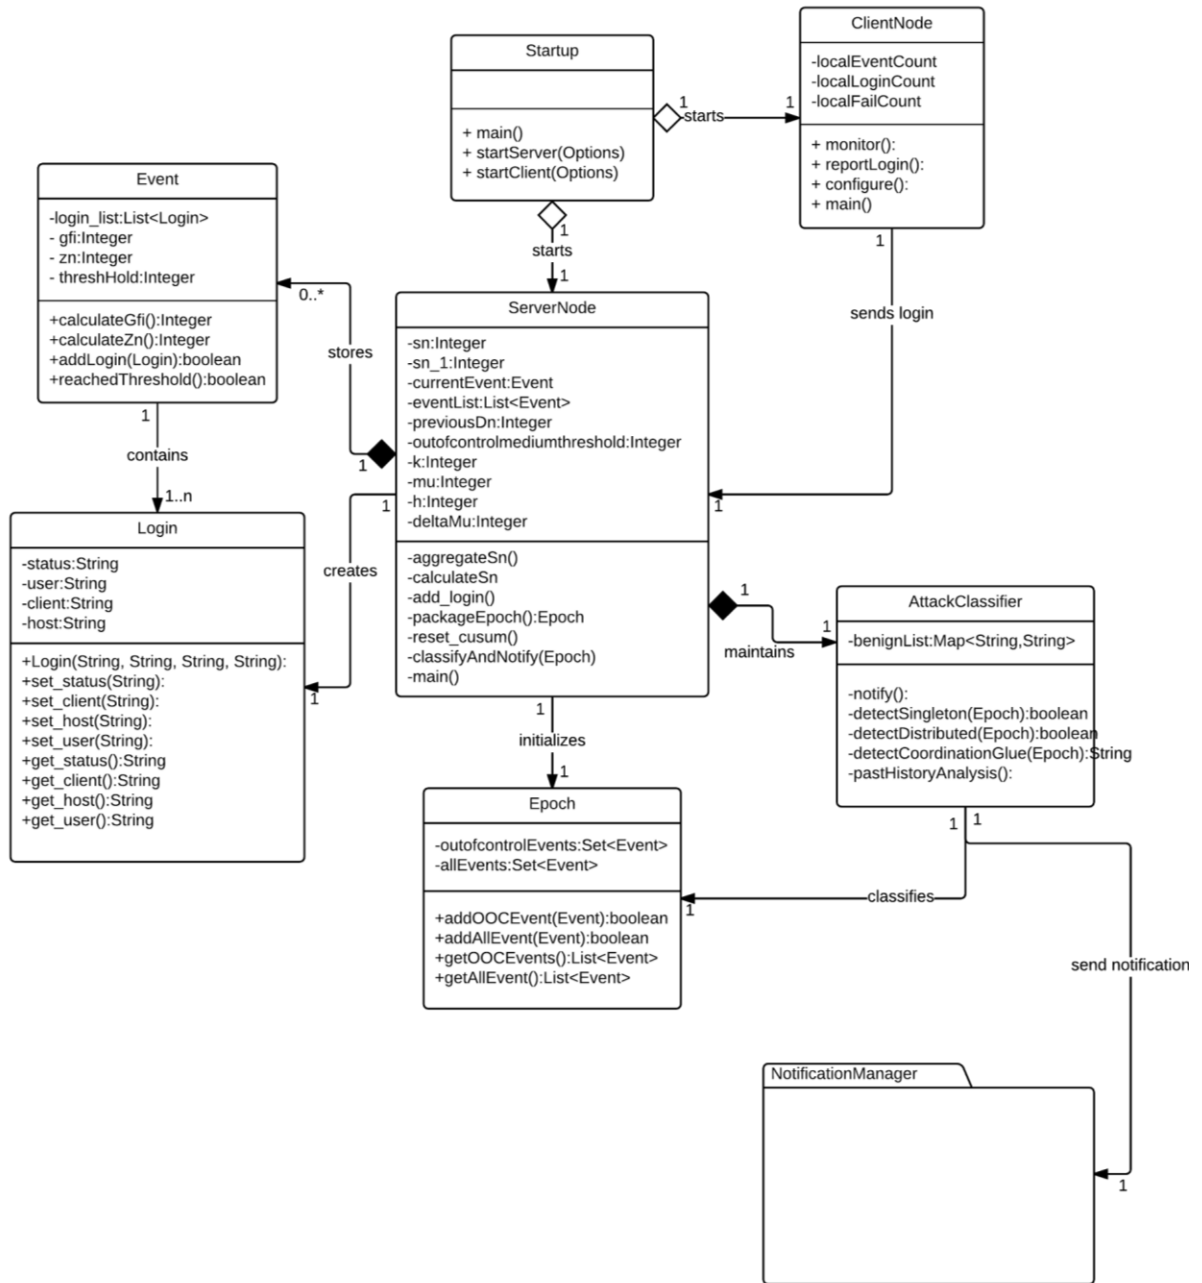 ClientNode
-localEventCount
-localLoginCount
-localFailCount
+ monitor():
+ reportLogin():
+ configure():
+ main()
Startup
+ main()
+ startServer(Options)
+ startClient(Options)
1
starts
1
1
starts
1
1
sends login
1
Event
-login_list:List<Login>
- gfi:Integer
- zn:Integer
- threshHold:Integer
+calculateGfi():Integer
+calculateZn():Integer
+addLogin(Login):boolean
+reachedThreshold():boolean
0..*
stores
1
1
contains
1..n
ServerNode
-sn:Integer
-sn_1:Integer
-currentEvent:Event
-eventList:List<Event>
-previousDn:Integer
-outofcontrolmediumthreshold:Integer
-k:Integer
-mu:Integer
-h:Integer
-deltaMu:Integer
-aggregateSn()
-calculateSn
-add_login()
-packageEpoch():Epoch
-reset_cusum()
-classifyAndNotify(Epoch)
-main()
Login
-status:String
-user:String
-client:String
-host:String
+Login(String, String, String, String):
+set_status(String):
+set_client(String):
+set_host(String):
+set_user(String):
+get_status():String
+get_client():String
+get_host():String
+get_user():String
1
creates
1
1
maintains
1
AttackClassifier
-benignList:Map<String,String>
-notify():
-detectSingleton(Epoch):boolean
-detectDistributed(Epoch):boolean
-detectCoordinationGlue(Epoch):String
-pastHistoryAnalysis():
1
initializes
1
Epoch
-outofcontrolEvents:Set<Event>
-allEvents:Set<Event>
+addOOCEvent(Event):boolean
+addAllEvent(Event):boolean
+getOOCEvents():List<Event>
+getAllEvent():List<Event>
1
classifies
1
1
send notification
1
NotificationManager